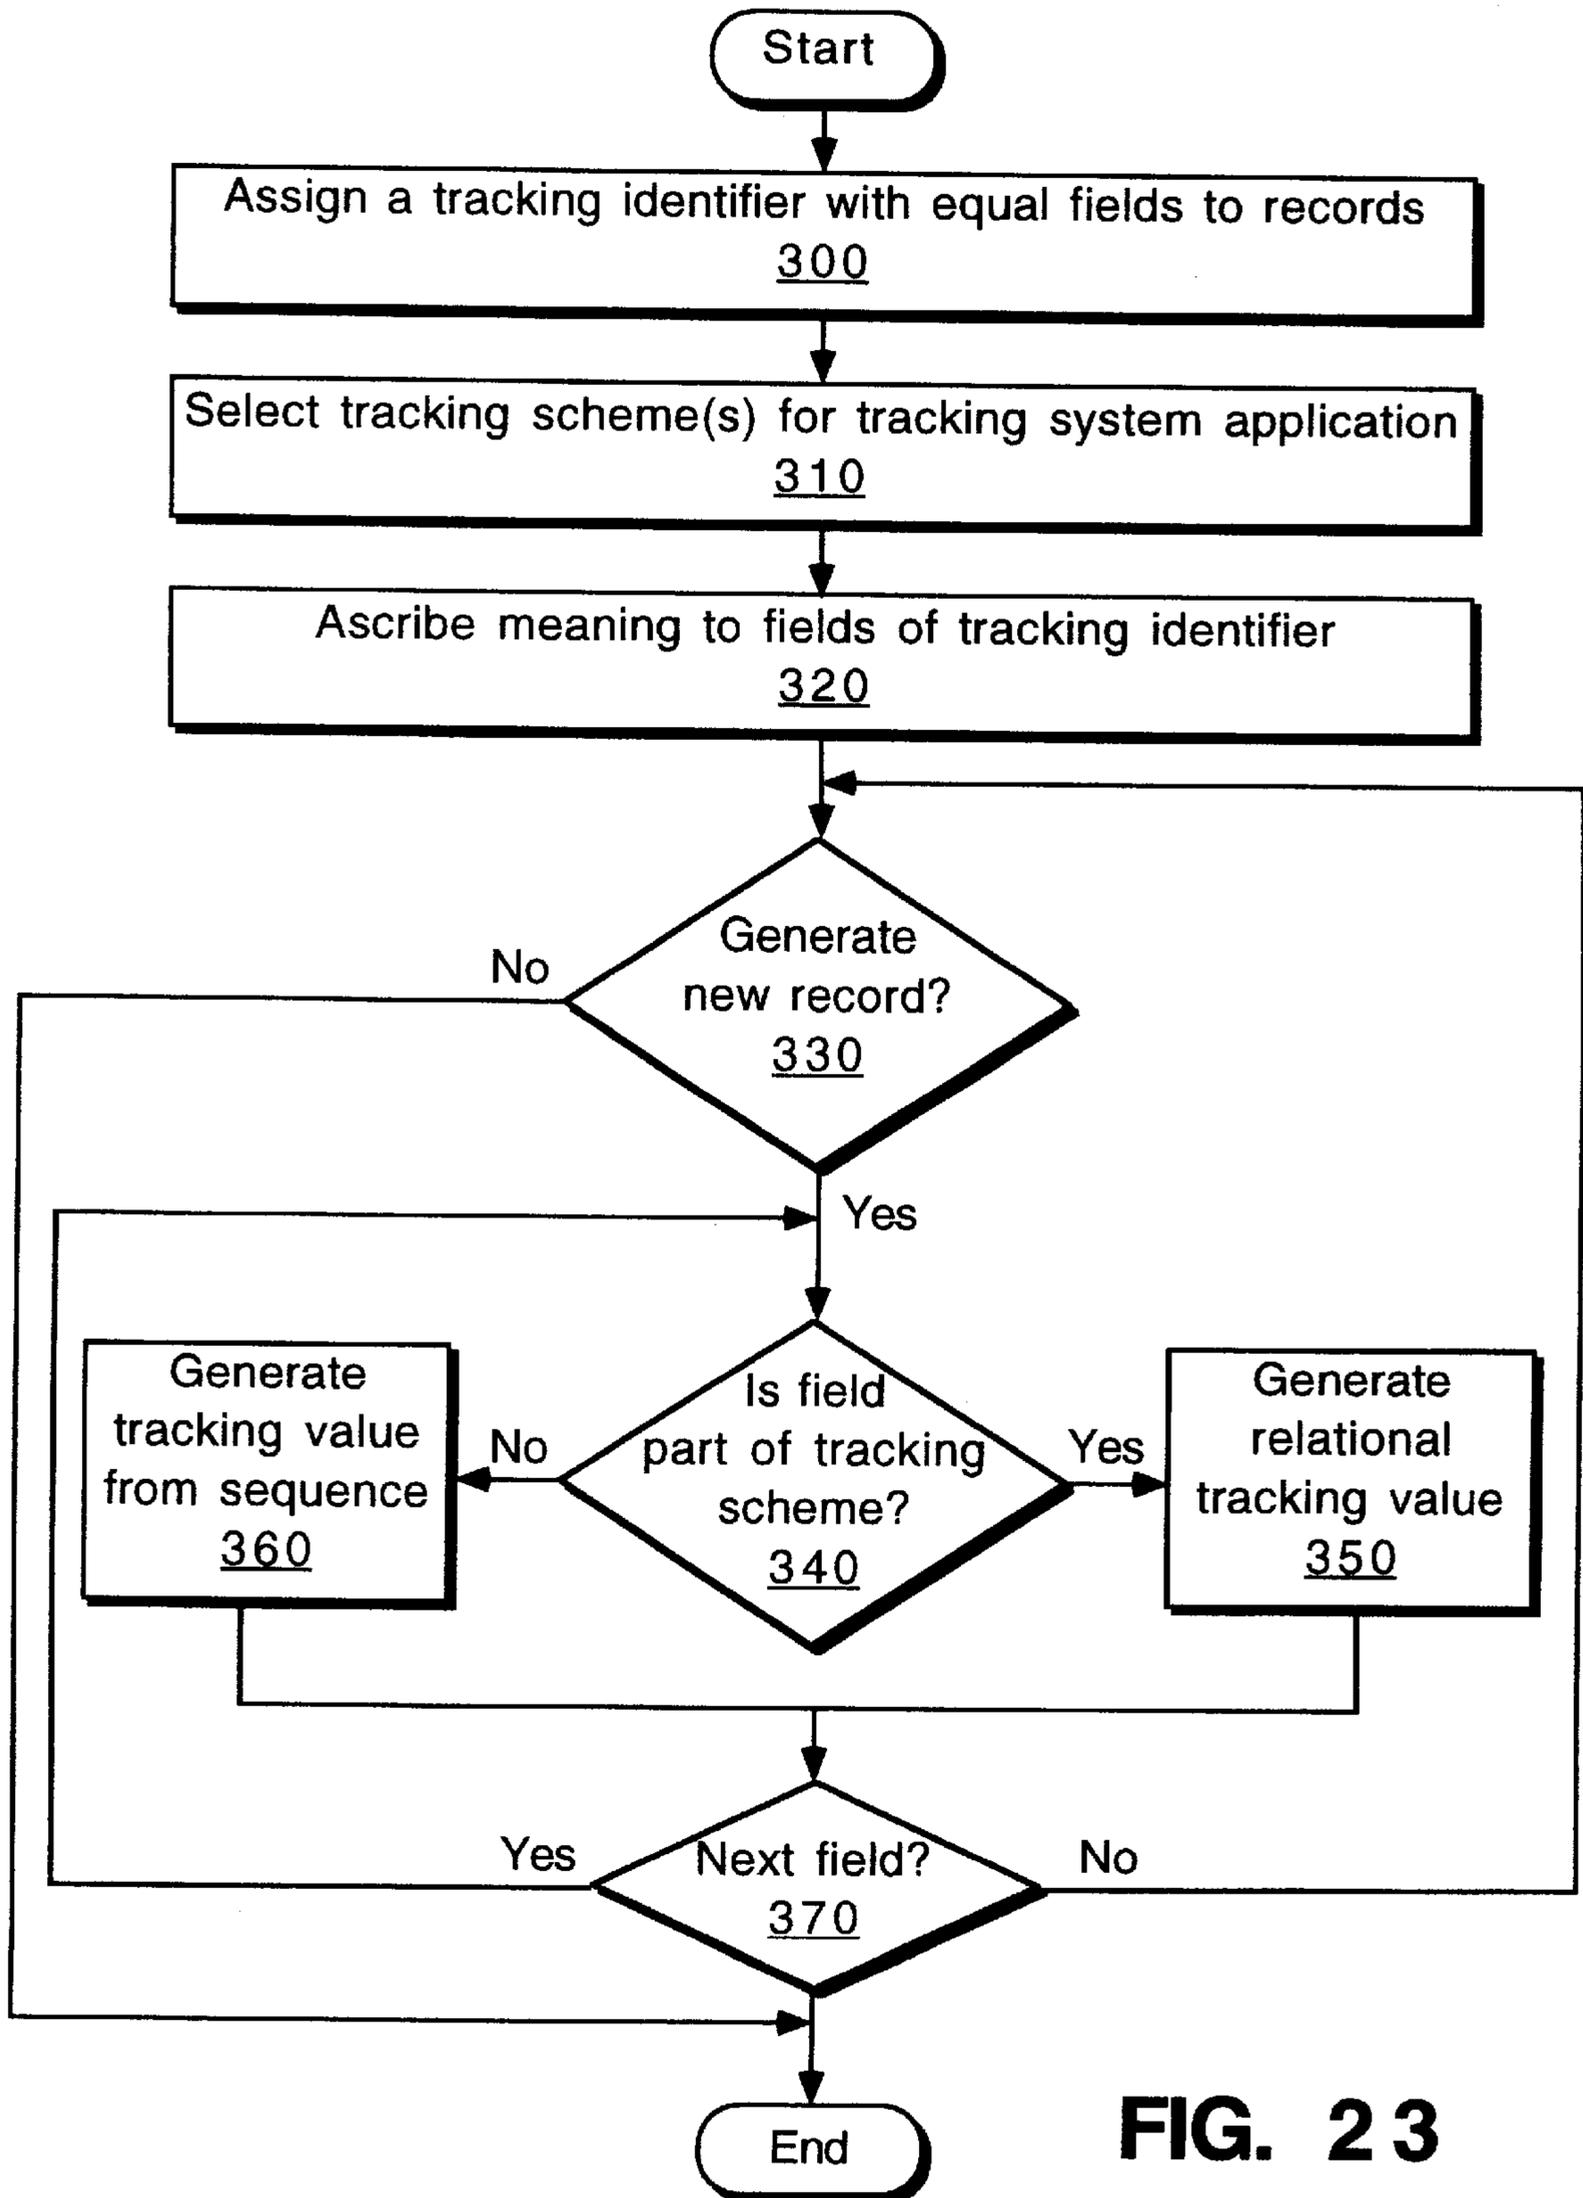 Start
Assign a tracking identifier with equal fields to records
300
Select tracking scheme(s) for tracking system application
310
Ascribe meaning to fields of tracking identifier
320
No
Generate
new record?
330
Yes
Generate
tracking value
from sequence
360
No
Is field
part of tracking
scheme?
340
Yes
Generate
relational
tracking value
350
Yes
Next field?
370
No
End
FIG. 23